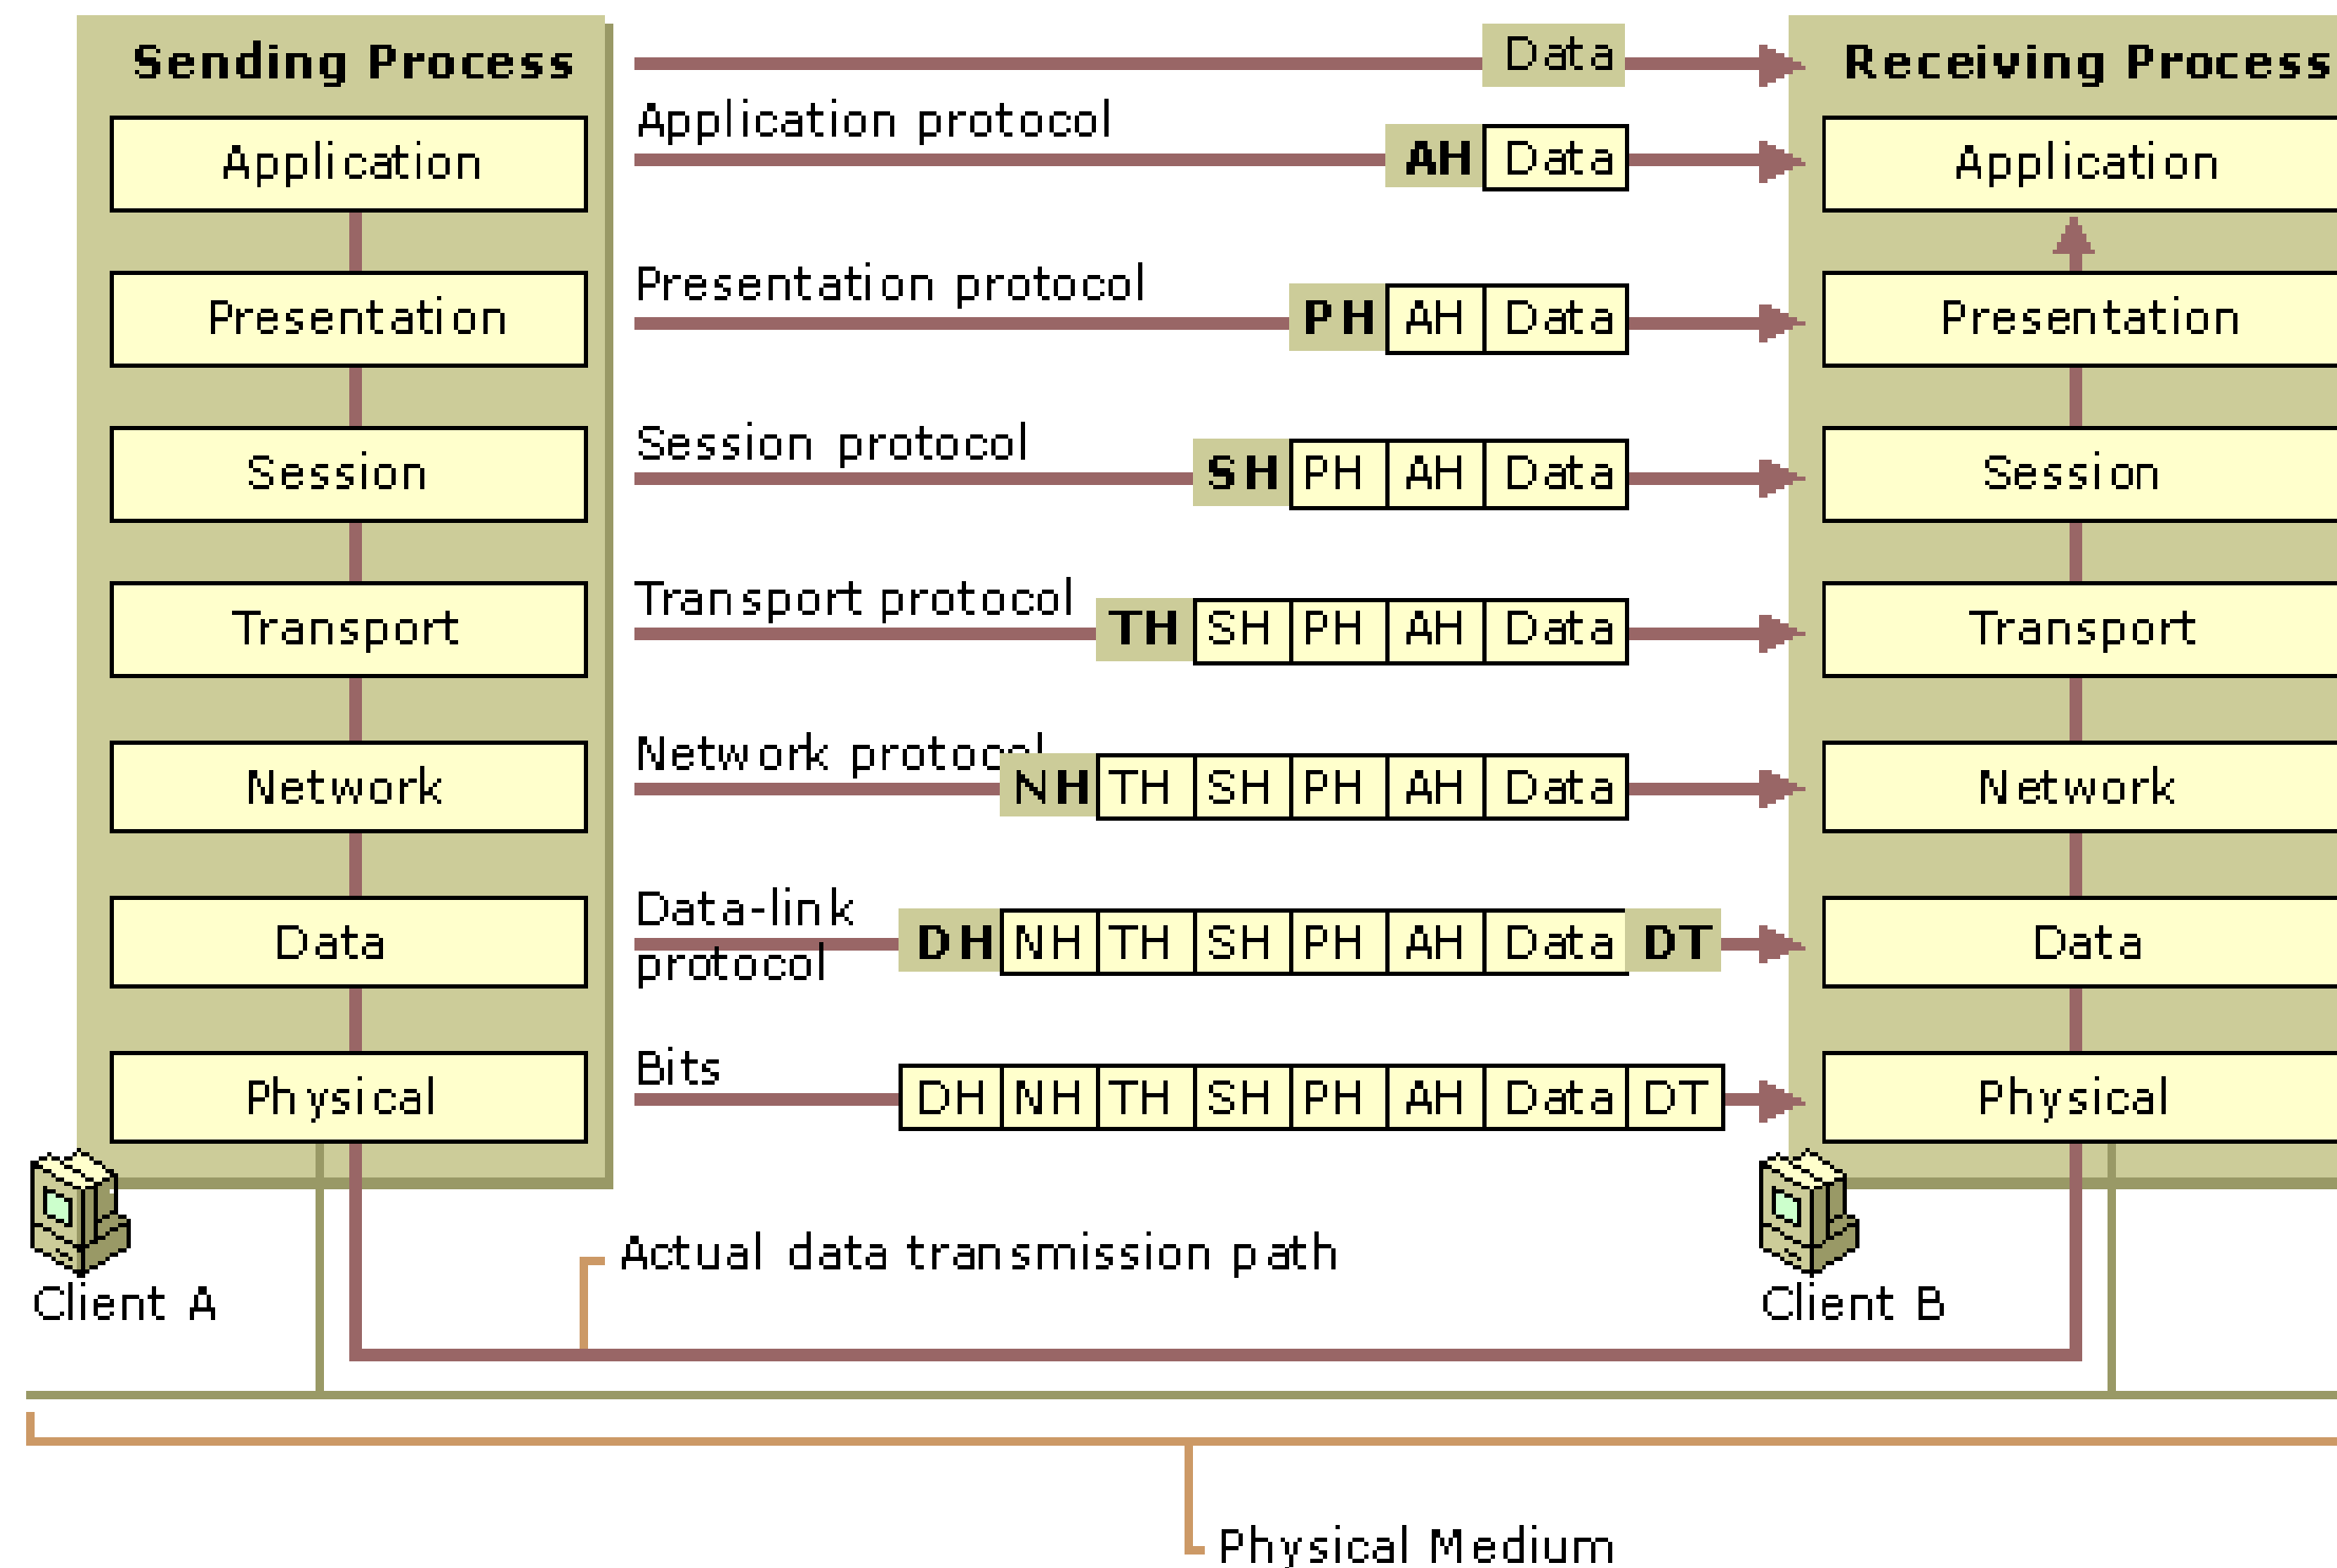 Sending Process
Data
Receiving Process
Application protocol
Application
AH Data
Application
Presentation protocol
Presentation
PH AH Data
Presentation
Session protocol
Session
SH PH AH Data
Session
Transport protocol
Transport
TH SH PH AH Data
Transport
Network protocol
Network
NH TH SH PH AH Data
Network
Data-link
protocol
Data
DH NH TH SH PH AH Data DT
Data
Bits
Physical
DH NH TH SH PH AH Data DT
Physical
Actual data transmission path
Client A
Client B
Physical Medium